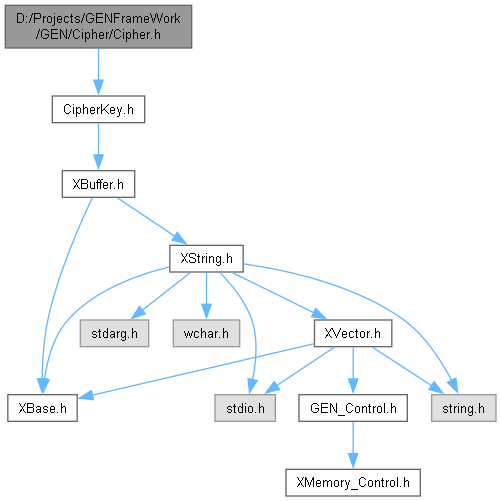 D:/Projects/GENFrameWork
/GEN/Cipher/Cipher.h
CipherKey.h
XBuffer.h
XString.h
stdarg.h
wchar.h
XVector.h
XBase.h
stdio.h
GEN_Control.h
string.h
XMemory_Control.h